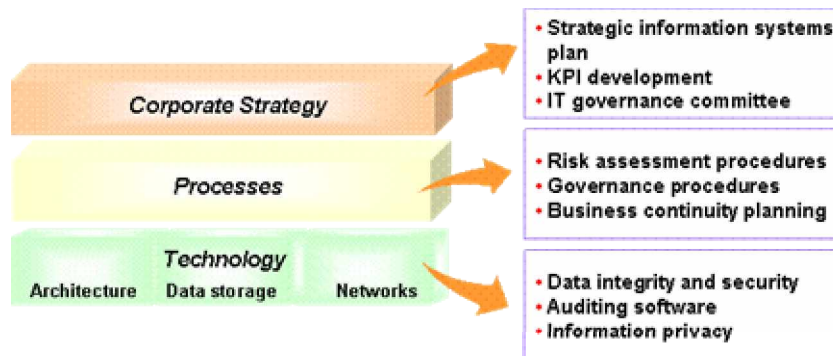 Corporate Strategy
• Strategic information systems
plan
• KPI development
• IT governance committee
Processes
• Risk assessment procedures
• Governance procedures
• Business continuity planning
Technology
Architecture Data storage Networks
• Data integrity and security
• Auditing software
• Information privacy